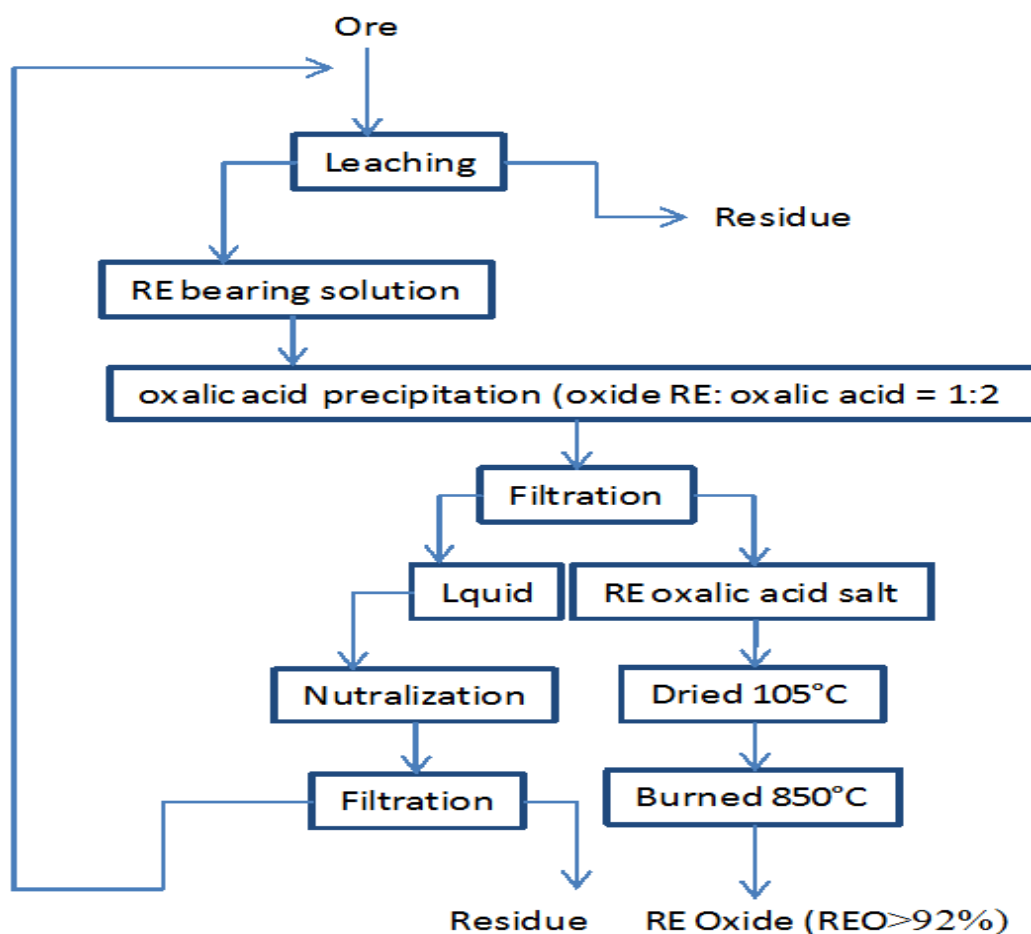 Ore
Leaching
Residue
RE bearing solution
oxalic acid precipitation (oxide RE: oxalic acid = 1:2
Filtration
Lquid
RE oxalic acid salt
Nutralization
Dried 105°C
Filtration
Burned 850°C
Residue
RE Oxide (REO>92%)